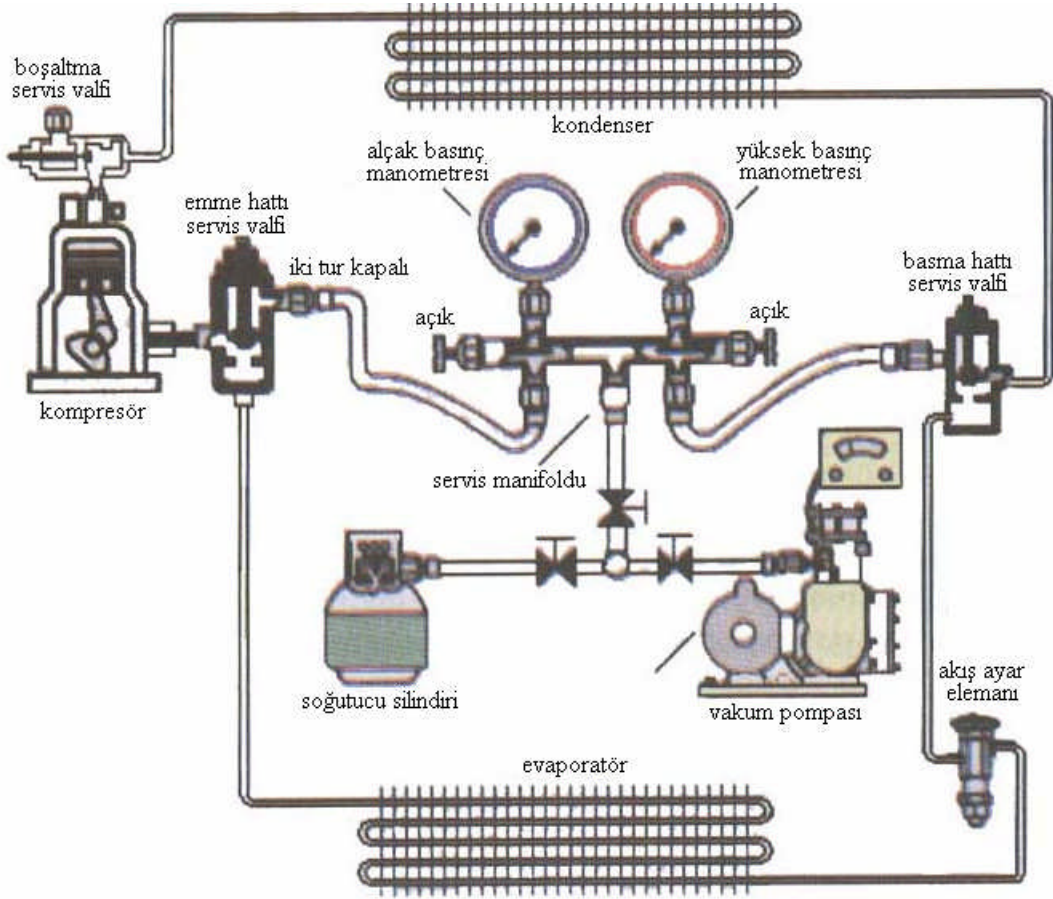 boşaltma
servis valfi
kondenser
alçak basınç
manometresi
yüksek basınç
manometresi
emme hattı
servis valfi
iki tur kapalı
basma hattı
servis valfi
açık
açık
kompresör
servis manifoldu
soğutucu silindiri
vakum pompası
akış ayar
elemanı
evaporatör